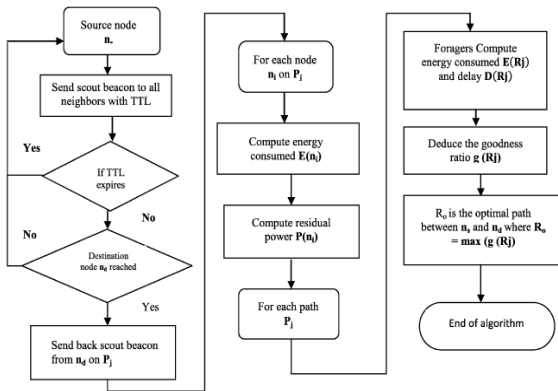 Source node
nₛ
Send scout beacon to all
neighbors with TTL
Yes
If TTL
expires
No
No
Destination
node n_d reached
Yes
Send back scout beacon
from n_d on Pⱼ
For each node
nᵢ on Pⱼ
Compute energy
consumed E(nᵢ)
Compute residual
power P(nᵢ)
For each path
Pⱼ
Foragers Compute
energy consumed E(Rj)
and delay D(Rj)
Deduce the goodness
ratio g (Rj)
Rₒ is the optimal path
between nₛ and n_d where Rₒ
= max (g (Rj)
End of algorithm